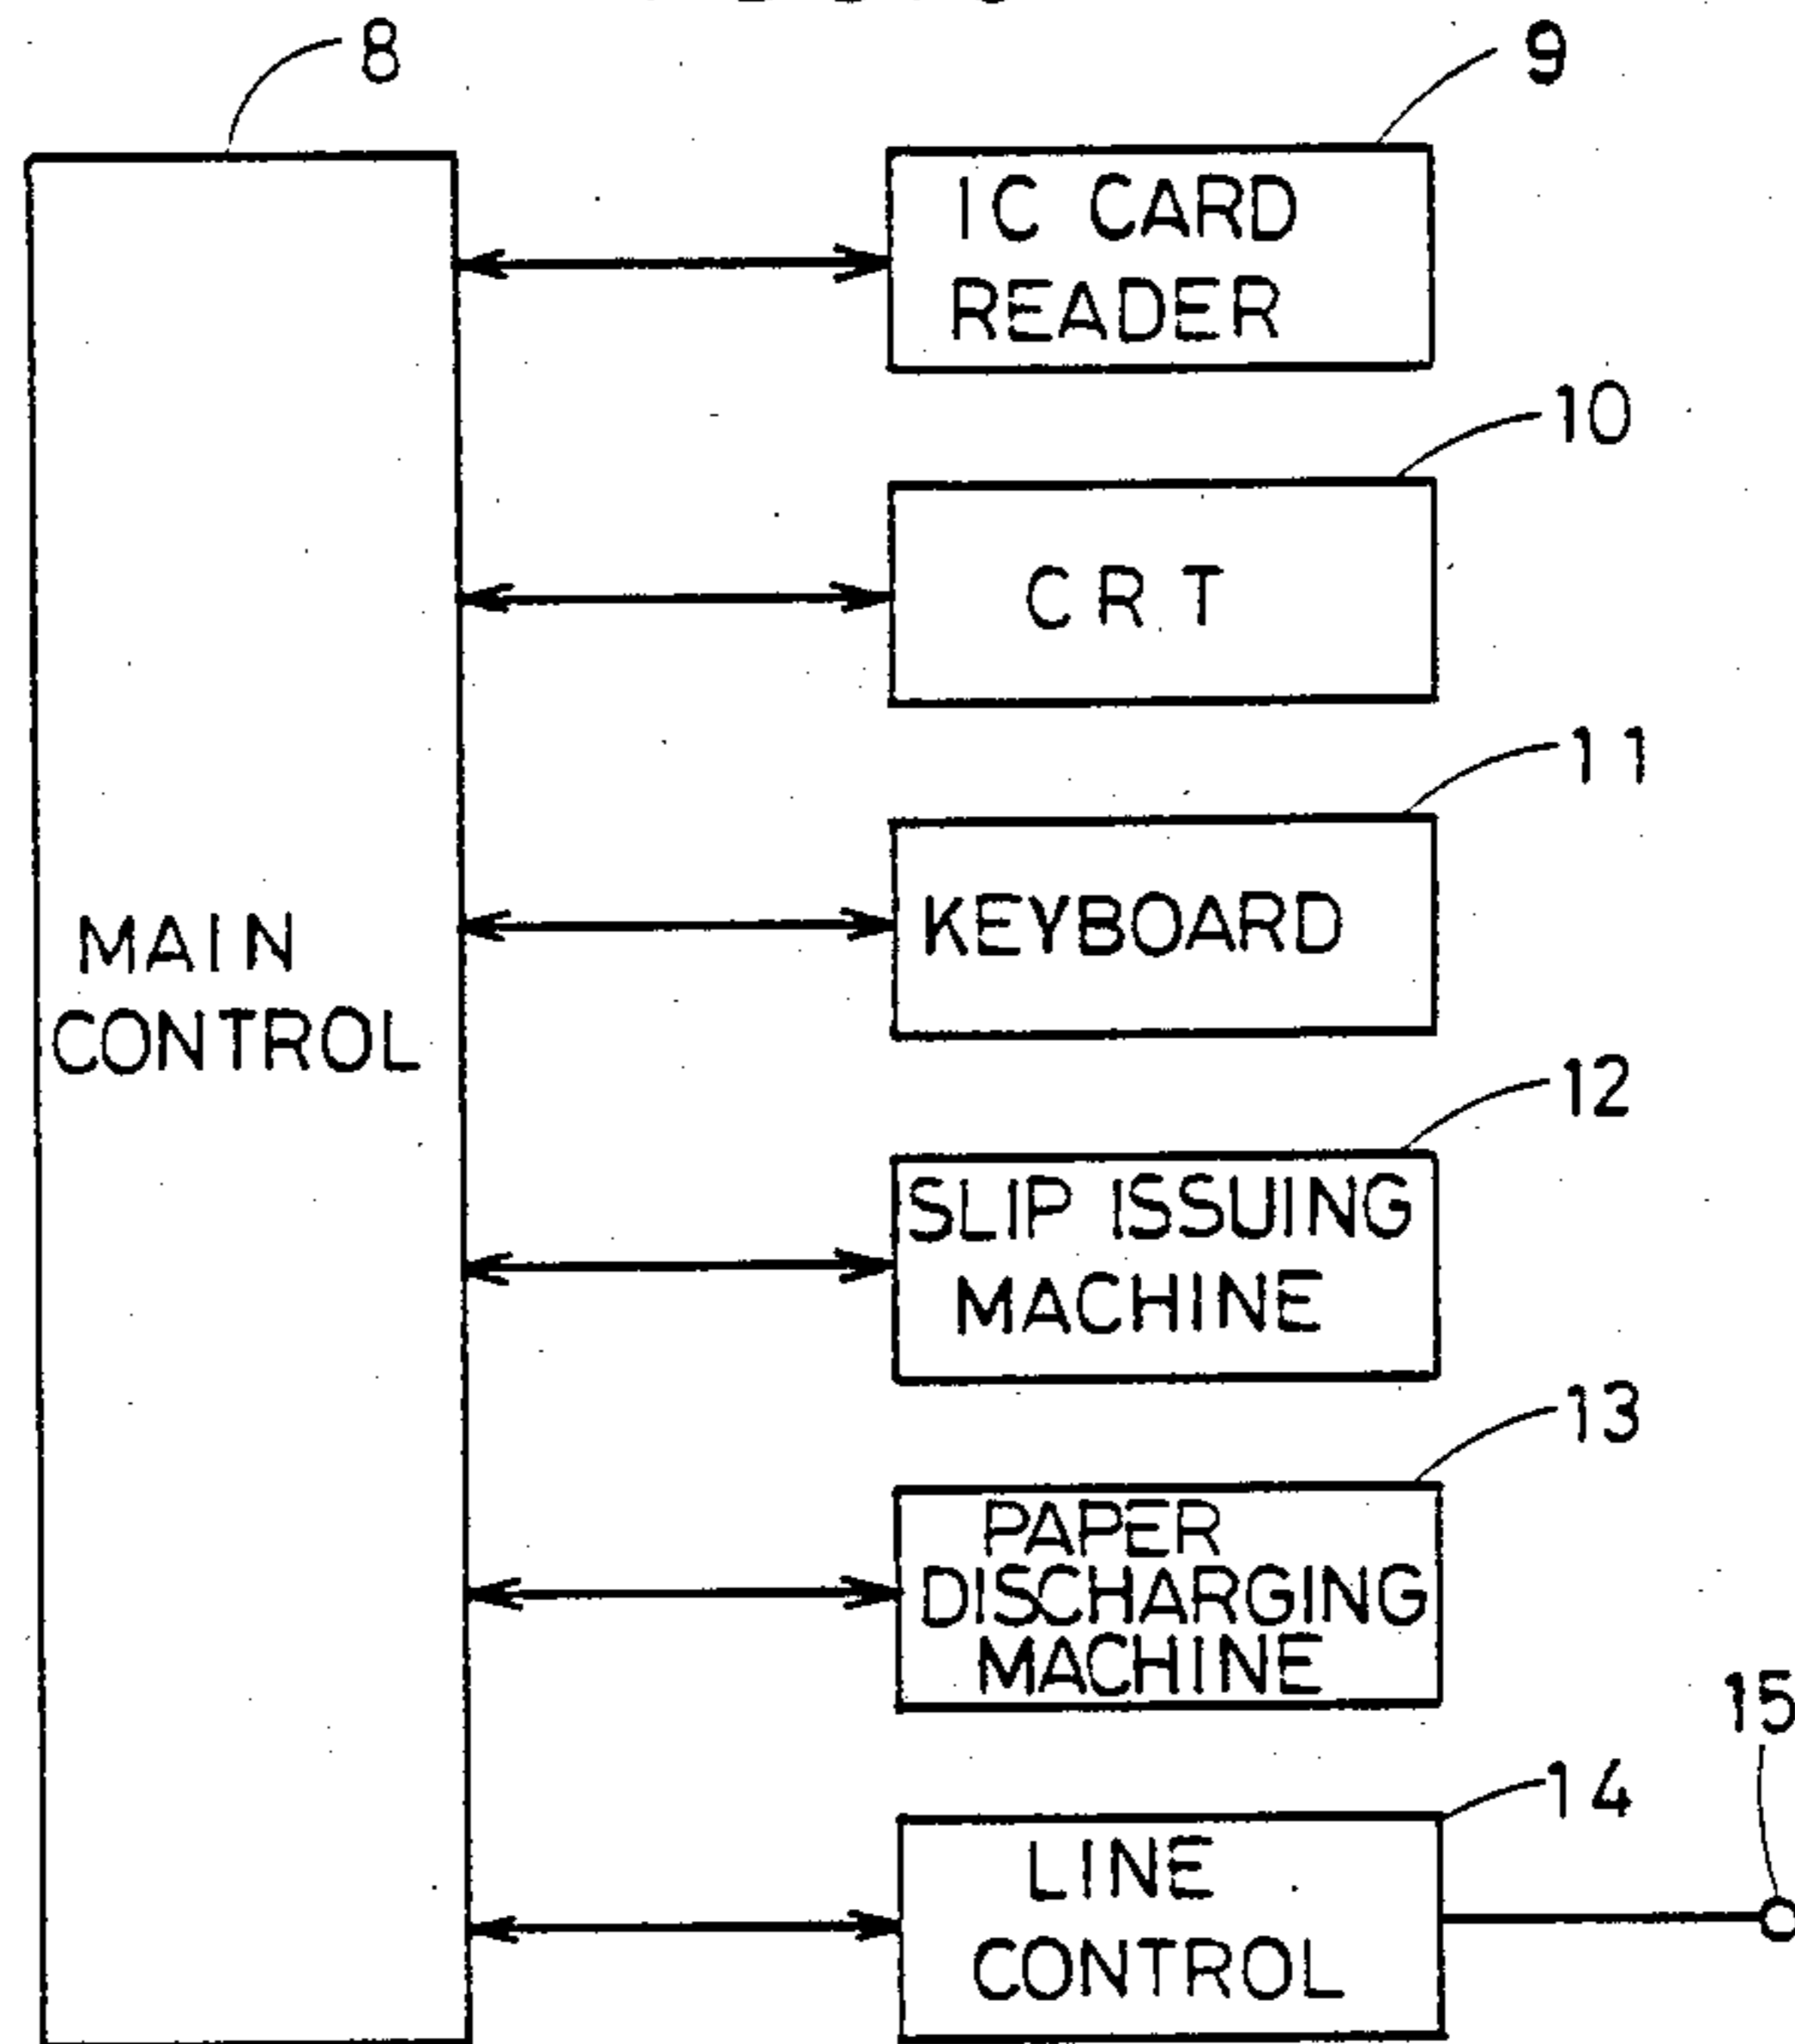 8
9
IC CARD
READER
10
CRT
11
MAIN
CONTROL
KEYBOARD
12
SLIP ISSUING
MACHINE
13
PAPER
DISCHARGING
MACHINE
15
14
LINE
CONTROL